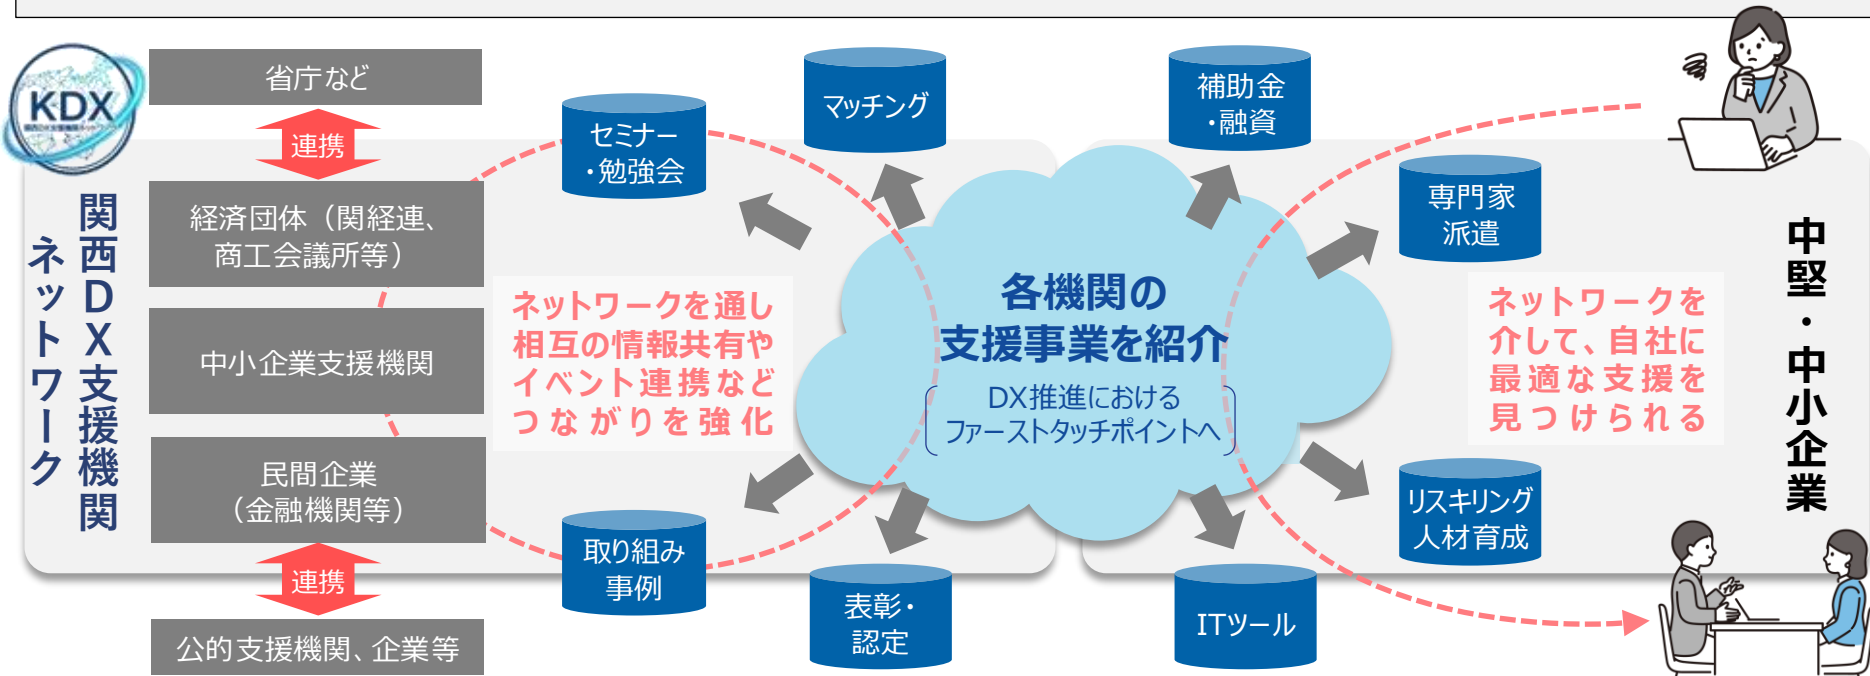 KDX
関西DX支援機関
ネットワーク
省庁など
連携
経済団体（関経連、
商工会議所等）
中小企業支援機関
民間企業
（金融機関等）
連携
公的支援機関、企業等
セミナー
・勉強会
マッチング
補助金
・融資
専門家
派遣
ネットワークを通し
相互の情報共有や
イベント連携など
つながりを強化
各機関の
支援事業を紹介
DX推進における
ファーストタッチポイントへ
ネットワークを
介して、自社に
最適な支援を
見つけられる
取り組み
事例
表彰・
認定
ITツール
リスキリング
人材育成
中堅・中小企業